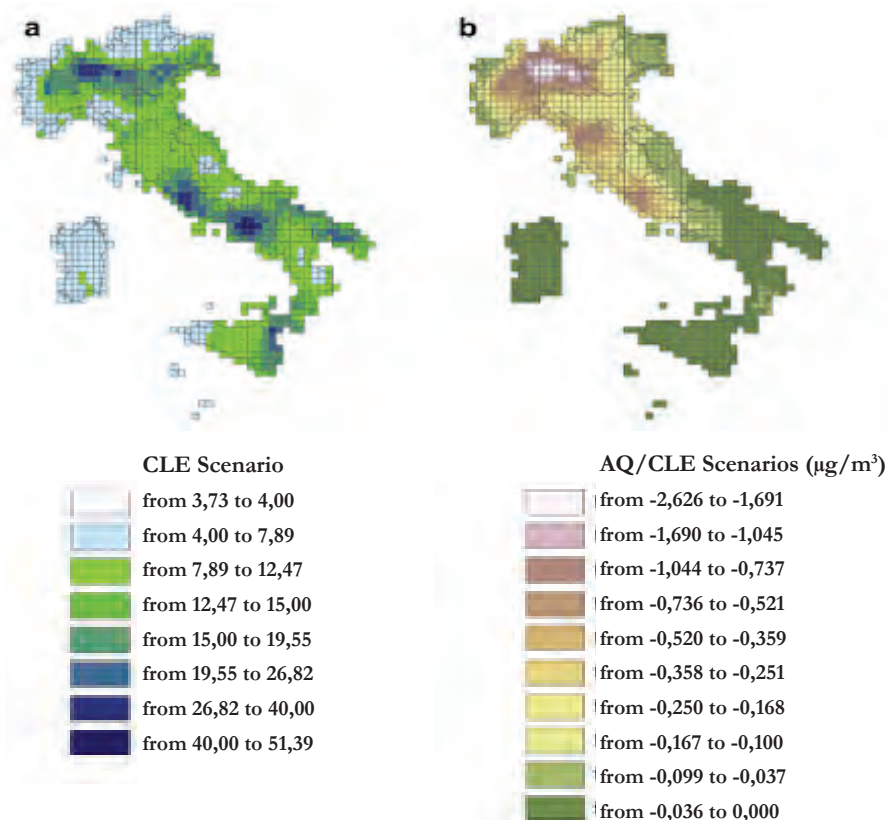 a
b
CLE Scenario
from 3,73 to 4,00
from 4,00 to 7,89
from 7,89 to 12,47
from 12,47 to 15,00
from 15,00 to 19,55
from 19,55 to 26,82
from 26,82 to 40,00
from 40,00 to 51,39
AQ/CLE Scenarios (µg/m³)
from -2,626 to -1,691
from -1,690 to -1,045
from -1,044 to -0,737
from -0,736 to -0,521
from -0,520 to -0,359
from -0,358 to -0,251
from -0,250 to -0,168
from -0,167 to -0,100
from -0,099 to -0,037
from -0,036 to 0,000